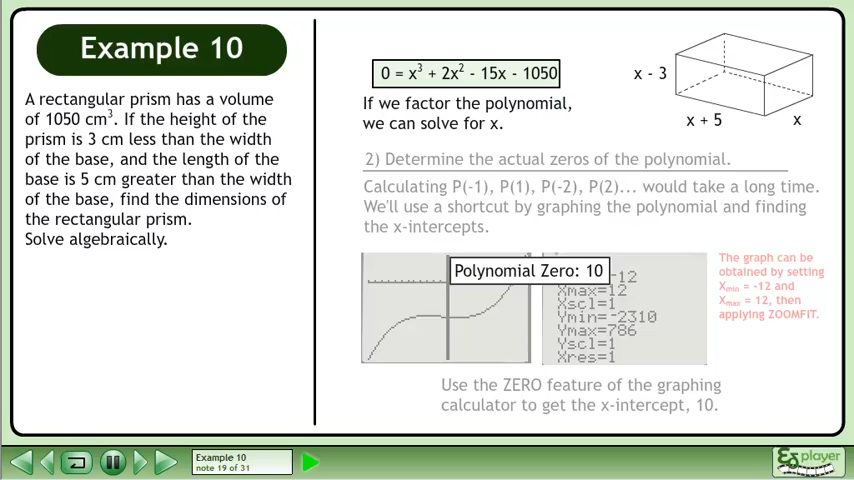 Example 10
A rectangular prism has a volume
of 1050 cm³. If the height of the
prism is 3 cm less than the width
of the base, and the length of the
base is 5 cm greater than the width
of the base, find the dimensions of
the rectangular prism.
Solve algebraically.
0 = x³ + 2x² - 15x - 1050
If we factor the polynomial,
we can solve for x.
x - 3
x + 5
x
2) Determine the actual zeros of the polynomial.
Calculating P(-1), P(1), P(-2), P(2)... would take a long time.
We'll use a shortcut by graphing the polynomial and finding
the x-intercepts.
Polynomial Zero: 10
-12
Xmax=12
Xscl=1
Ymin=-2310
Ymax=786
Yscl=1
Xres=1
The graph can be
obtained by setting
Xmin = -12 and
Xmax = 12, then
applying ZOOMFIT.
Use the ZERO feature of the graphing
calculator to get the x-intercept, 10.
Example 10
note 19 of 31
player